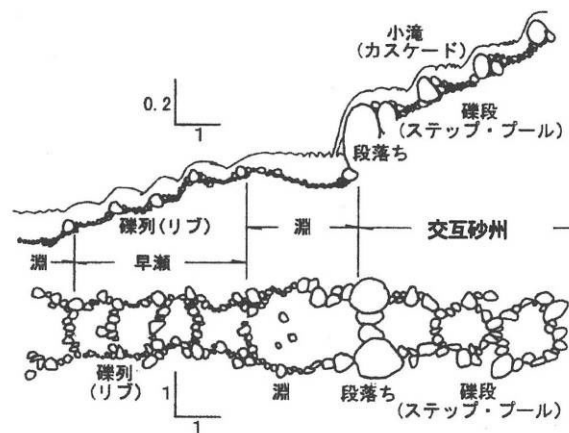 小滝
(カスケード)
0.2
1
礫段
(ステップ・プール)
段落ち
礫列(リブ)
淵
交互砂州
淵
早瀬
礫列
(リブ)
1
1
淵
段落ち
礫段
(ステップ・プール)